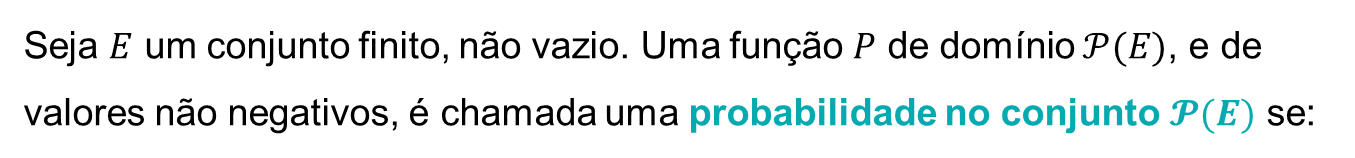 Seja 𝐸 um conjunto finito, não vazio. Uma função 𝑃 de domínio 𝒫(𝐸), e de
valores não negativos, é chamada uma probabilidade no conjunto 𝓟(𝑬) se: